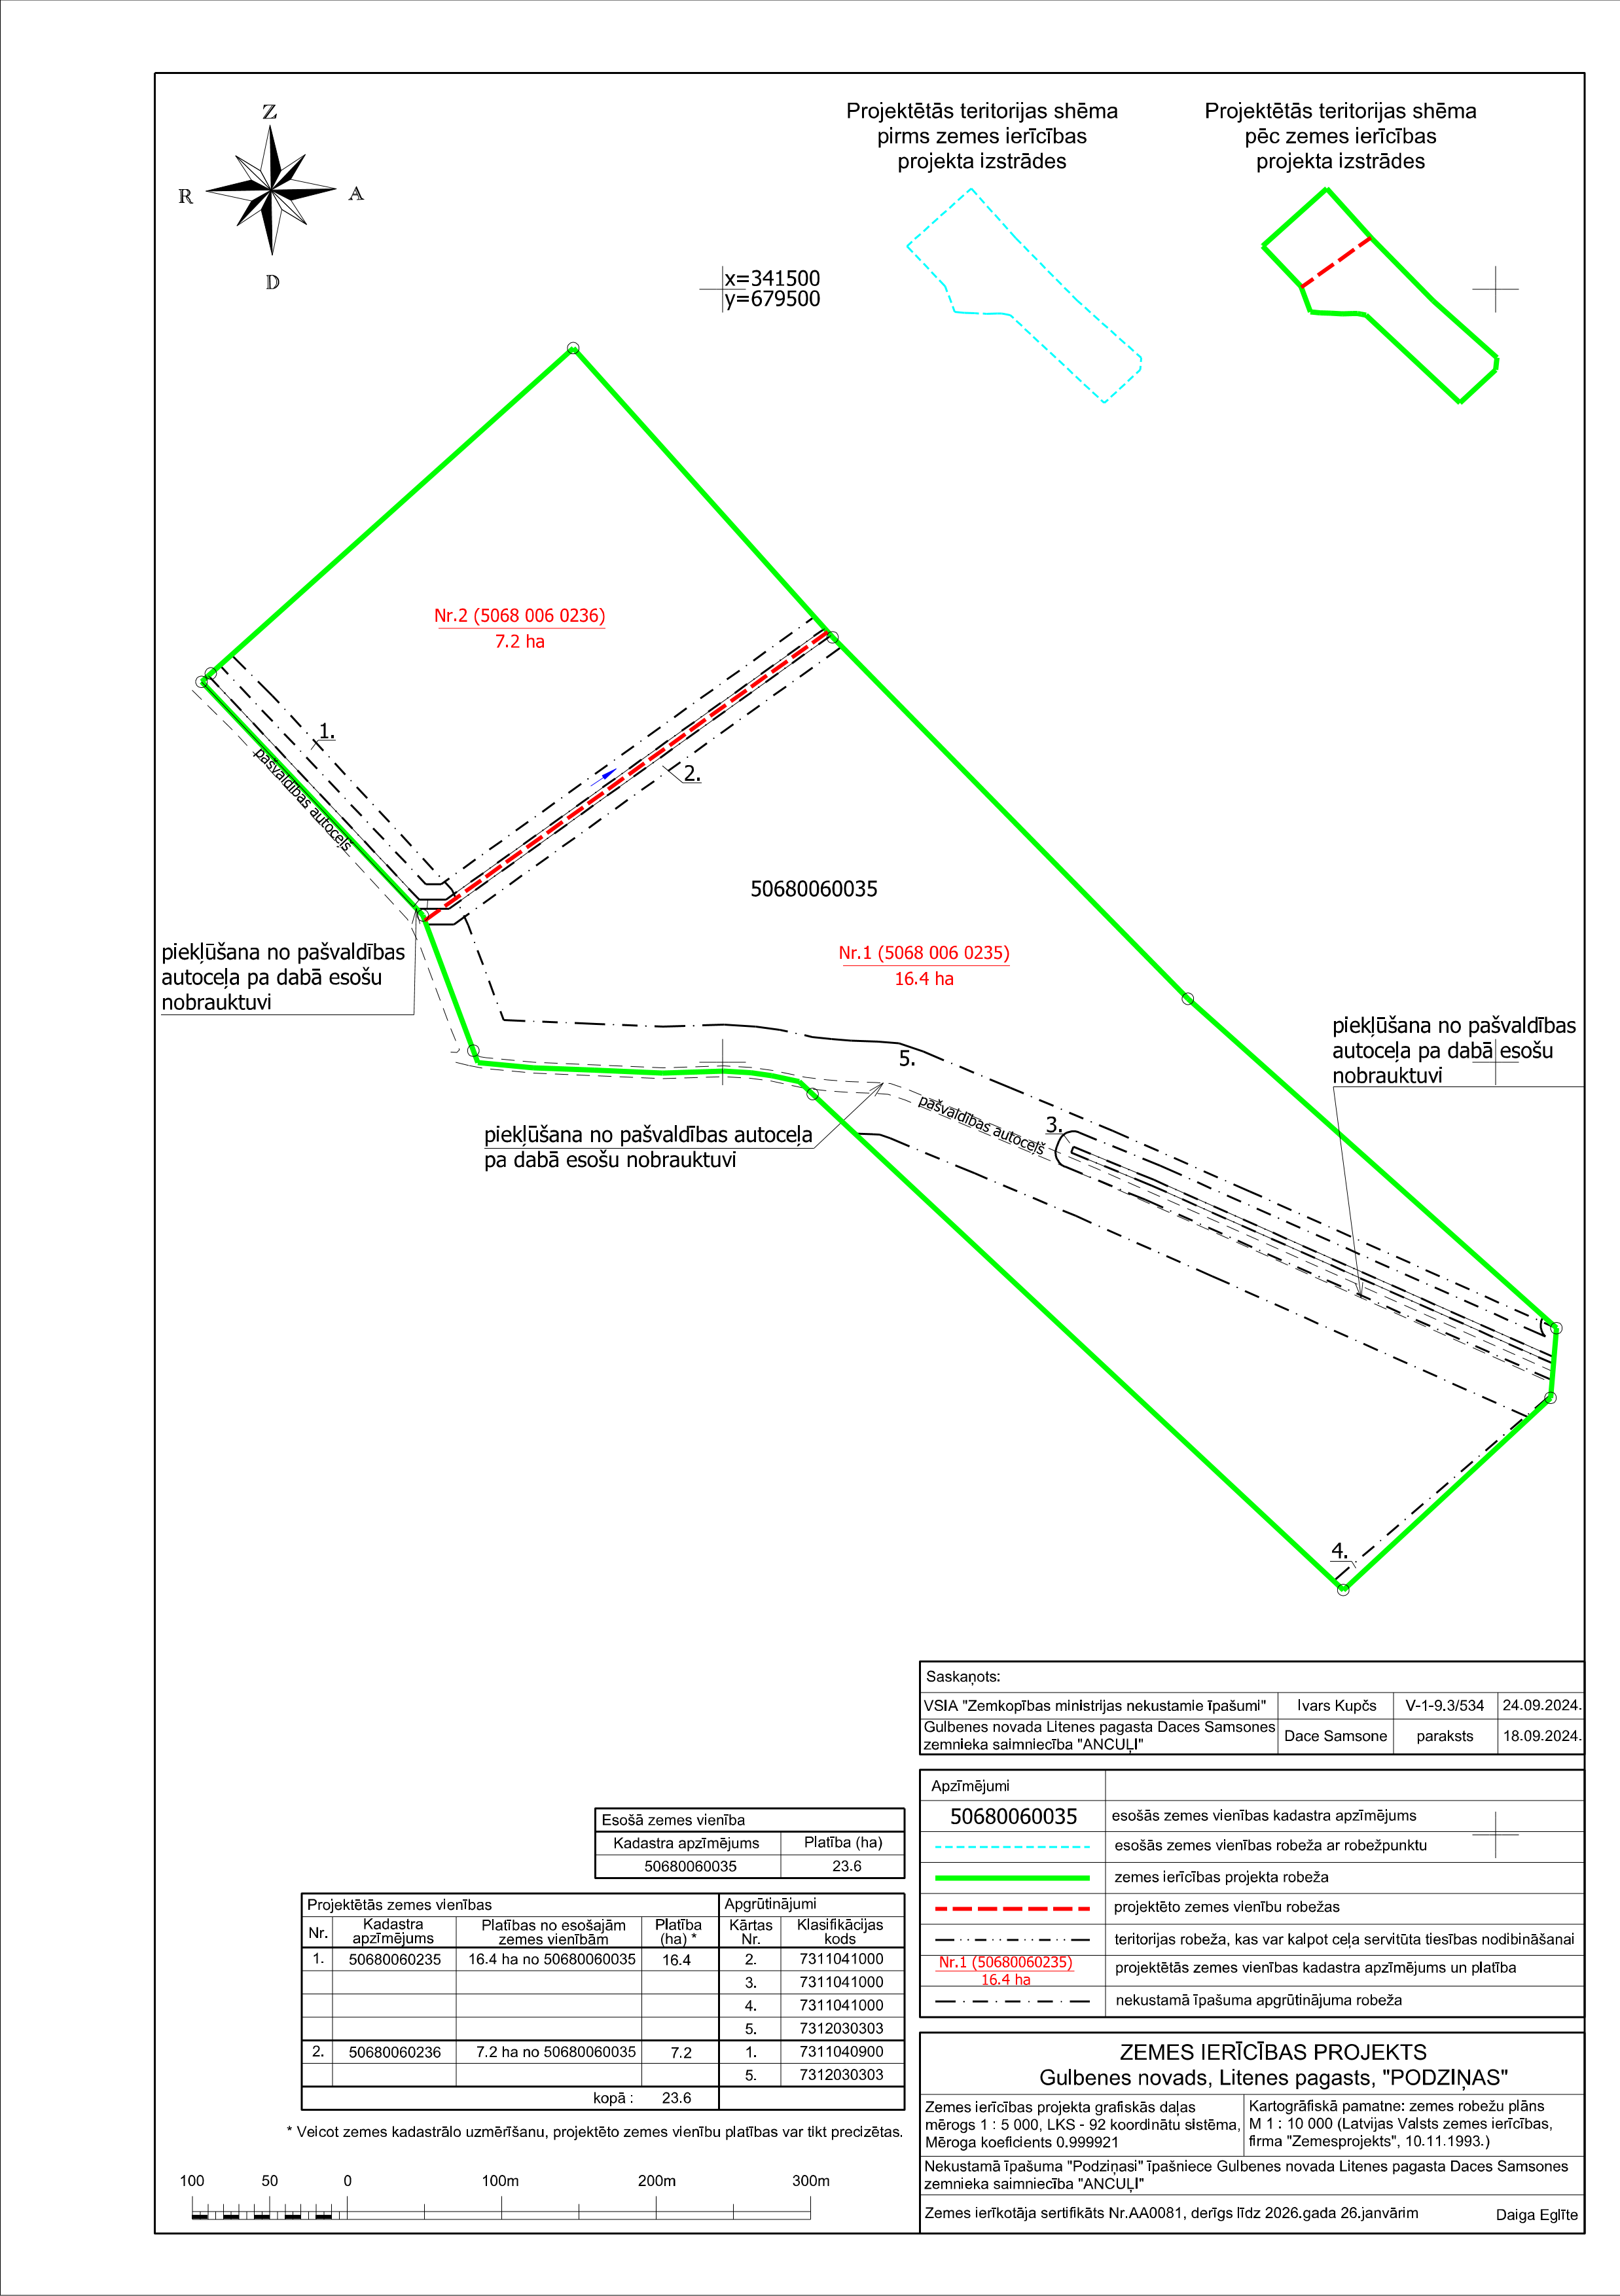 Z
R
A
D
Projektētās teritorijas shēma
pirms zemes ierīcības
projekta izstrādes
Projektētās teritorijas shēma
pēc zemes ierīcības
projekta izstrādes
x=341500
y=679500
Nr.2 (5068 006 0236)
7.2 ha
1.
pašvaldības autoceļš
2.
50680060035
Nr.1 (5068 006 0235)
16.4 ha
piekļūšana no pašvaldības
autoceļa pa dabā esošu
nobrauktuvi
piekļūšana no pašvaldības
autoceļa pa dabā esošu
nobrauktuvi
5.
pašvaldības autoceļš
3.
piekļūšana no pašvaldības autoceļa
pa dabā esošu nobrauktuvi
4.
Saskaņots:
VSIA "Zemkopības ministrijas nekustamie īpašumi" Ivars Kupčs V-1-9.3/534 24.09.2024.
Gulbenes novada Litenes pagasta Daces Samsones
zemnieka saimniecība "ANCUĻI" Dace Samsone paraksts 18.09.2024.
Apzīmējumi
50680060035 esošās zemes vienības kadastra apzīmējums
esošās zemes vienības robeža ar robežpunktu
zemes ierīcības projekta robeža
projektēto zemes vienību robežas
teritorijas robeža, kas var kalpot ceļa servitūta tiesības nodibināšanai
Nr.1 (50680060235)
16.4 ha
projektētās zemes vienības kadastra apzīmējums un platība
nekustamā īpašuma apgrūtinājuma robeža
Esošā zemes vienība
Kadastra apzīmējums Platība (ha)
50680060035 23.6
Projektētās zemes vienības Apgrūtinājumi
Nr. Kadastra apzīmējums Platības no esošajām zemes vienībām Platība (ha) * Kārtas Nr. Klasifikācijas kods
1. 50680060235 16.4 ha no 50680060035 16.4 2. 7311041000
3. 7311041000
4. 7311041000
5. 7312030303
2. 50680060236 7.2 ha no 50680060035 7.2 1. 7311040900
5. 7312030303
kopā : 23.6
* Veicot zemes kadastrālo uzmērīšanu, projektēto zemes vienību platības var tikt precizētas.
100 50 0 100m 200m 300m
ZEMES IERĪCĪBAS PROJEKTS
Gulbenes novads, Litenes pagasts, "PODZIŅAS"
Zemes ierīcības projekta grafiskās daļas
mērogs 1 : 5 000, LKS - 92 koordinātu sistēma,
Mēroga koeficients 0.999921
Kartogrāfiskā pamatne: zemes robežu plāns
M 1 : 10 000 (Latvijas Valsts zemes ierīcības,
firma "Zemesprojekts", 10.11.1993.)
Nekustamā īpašuma "Podziņasi" īpašniece Gulbenes novada Litenes pagasta Daces Samsones
zemnieka saimniecība "ANCUĻI"
Zemes ierīkotāja sertifikāts Nr.AA0081, derīgs līdz 2026.gada 26.janvārim Daiga Eglīte